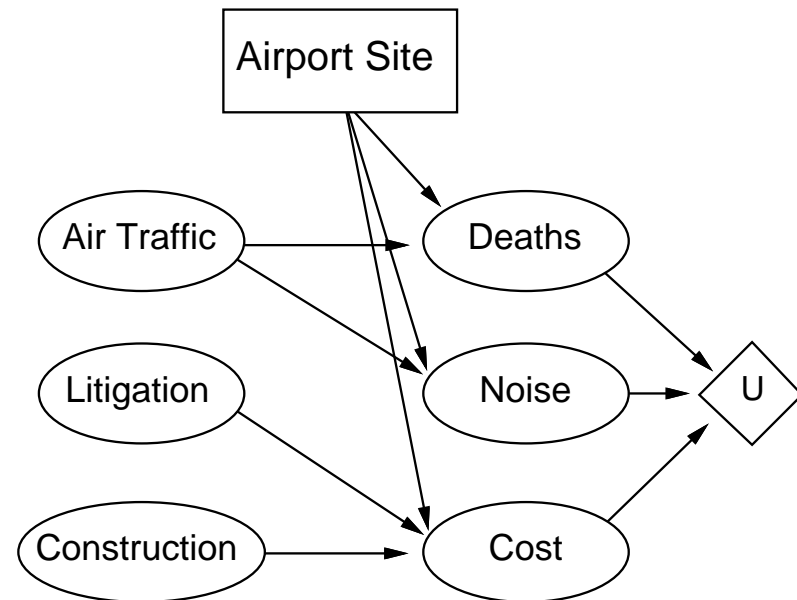 Airport Site
Air Traffic
Deaths
Litigation
Noise
U
Construction
Cost